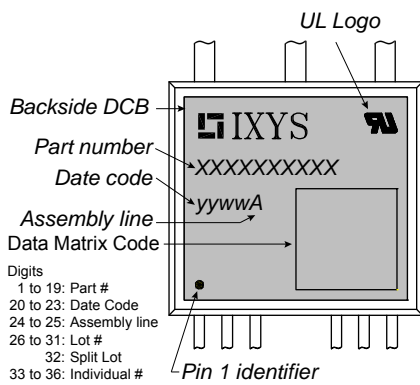 UL Logo
Backside DCB
IXYS
Part number
XXXXXXXXXX
Date code
yywwA
Assembly line
Data Matrix Code
Digits
1 to 19: Part #
20 to 23: Date Code
24 to 25: Assembly line
26 to 31: Lot #
32: Split Lot
33 to 36: Individual #
Pin 1 identifier